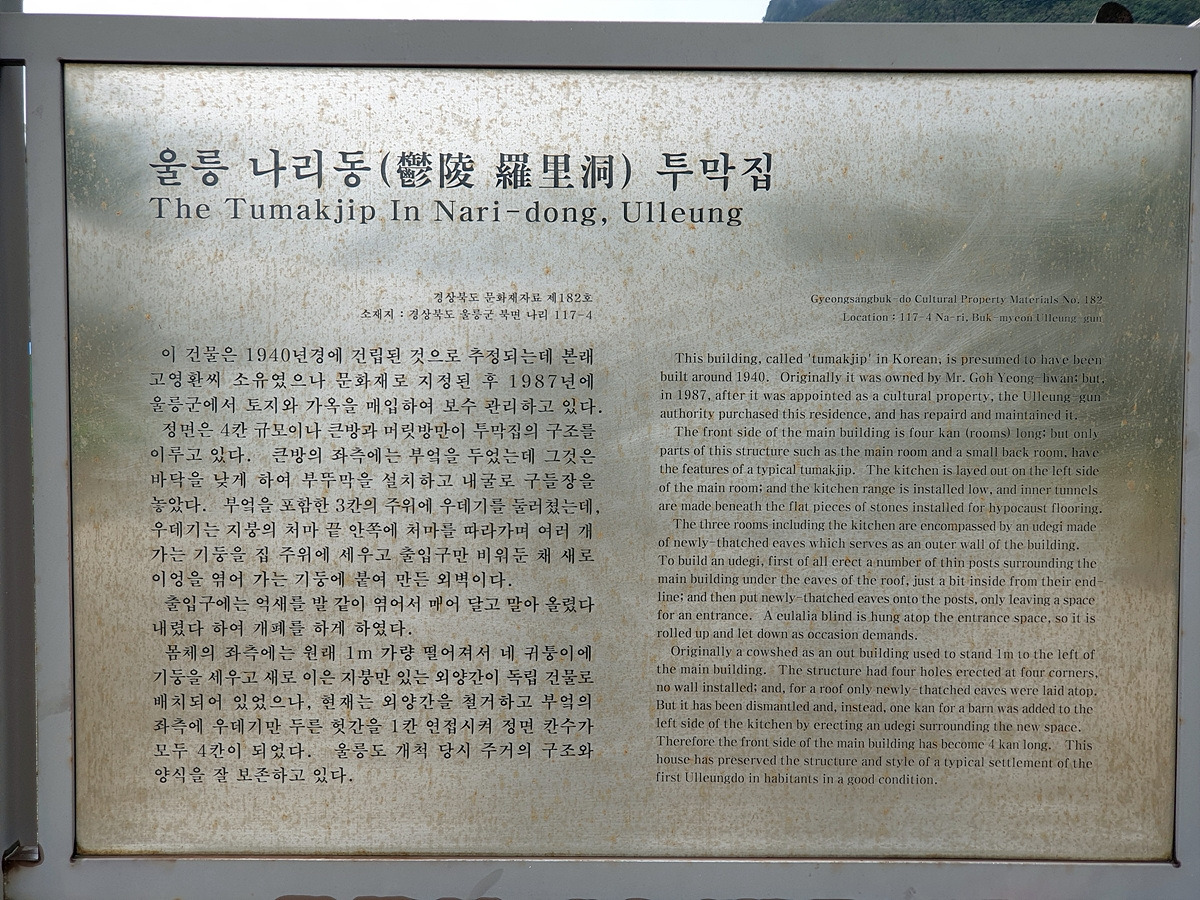 울릉 나리동(鬱陵 羅里洞) 투막집
The Tumakjip In Nari-dong, Ulleung
경상북도 문화재자료 제182호
소재지 : 경상북도 울릉군 북면 나리 117-4
이 건물은 1940년경에 건립된 것으로 추정되는데 본래
고영환씨 소유였으나 문화재로 지정된 후 1987년에
울릉군에서 토지와 가옥을 매입하여 보수 관리하고 있다.
정면은 4칸 규모이나 큰방과 머릿방만이 투막집의 구조를
이루고 있다. 큰방의 좌측에는 부엌을 두었는데 그것은
바닥을 낮게 하여 부뚜막을 설치하고 내굴로 구들장을
놓았다. 부엌을 포함한 3칸의 주위에 우데기를 둘러쳤는데,
우데기는 지붕의 처마 끝 안쪽에 처마를 따라가며 여러 개
가는 기둥을 집 주위에 세우고 출입구만 비워둔 채 새로
이엉을 엮어 가는 기둥에 붙여 만든 외벽이다.
출입구에는 억새를 발 같이 엮어서 매어 달고 말아 올렸다
내렸다 하여 개폐를 하게 하였다.
몸체의 좌측에는 원래 1m 가량 떨어져서 네 귀퉁이에
기둥을 세우고 새로 이은 지붕만 있는 외양간이 독립 건물로
배치되어 있었으나, 현재는 외양간을 철거하고 부엌의
좌측에 우데기만 두른 헛간을 1칸 연접시켜 정면 칸수가
모두 4칸이 되었다. 울릉도 개척 당시 주거의 구조와
양식을 잘 보존하고 있다.
Gyeongsangbuk-do Cultural Property Materials No. 182
Location : 117-4 Na-ri, Buk-myeon Ulleung-gun
This building, called 'tumakjip' in Korean, is presumed to have been
built around 1940. Originally it was owned by Mr. Goh Yeong-hwan; but,
in 1987, after it was appointed as a cultural property, the Ulleung-gun
authority purchased this residence, and has repaird and maintained it.
The front side of the main building is four kan (rooms) long; but only
parts of this structure such as the main room and a small back room, have
the features of a typical tumakjip. The kitchen is layed out on the left side
of the main room; and the kitchen range is installed low, and inner tunnels
are made beneath the flat pieces of stones installed for hypocaust flooring.
The three rooms including the kitchen are encompassed by an udegi made
of newly-thatched eaves which serves as an outer wall of the building.
To build an udegi, first of all erect a number of thin posts surrounding the
main building under the eaves of the roof, just a bit inside from their end-
line; and then put newly-thatched eaves onto the posts, only leaving a space
for an entrance. A eulalia blind is hung atop the entrance space, so it is
rolled up and let down as occasion demands.
Originally a cowshed as an out building used to stand 1m to the left of
the main building. The structure had four holes erected at four corners,
no wall installed; and, for a roof only newly-thatched eaves were laid atop.
But it has been dismantled and, instead, one kan for a barn was added to the
left side of the kitchen by erecting an udegi surrounding the new space.
Therefore the front side of the main building has become 4 kan long. This
house has preserved the structure and style of a typical settlement of the
first Ulleungdo in habitants in a good condition.